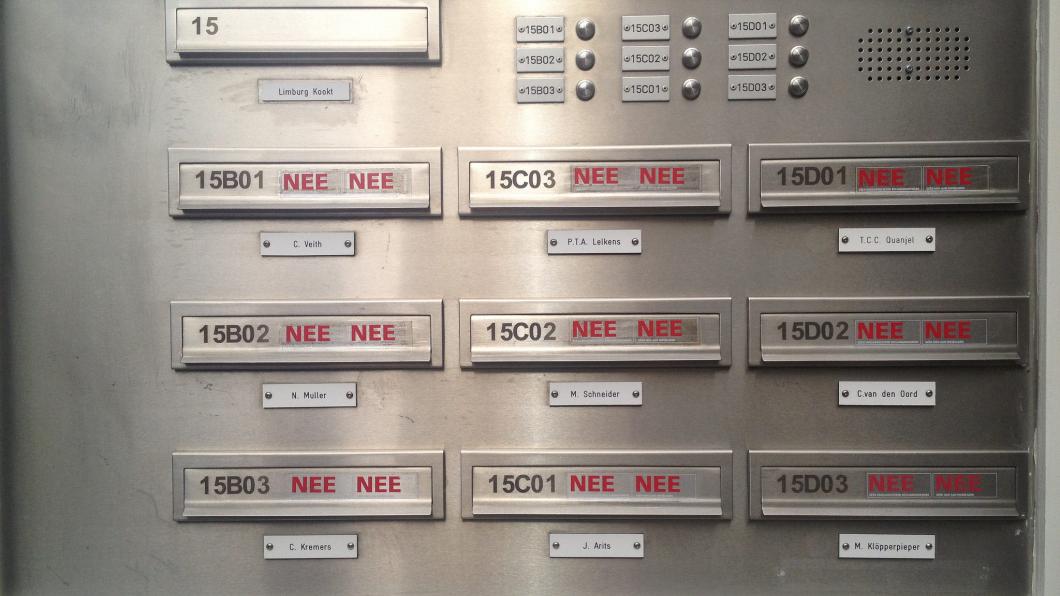 15
15B01 15C03 15D01
15B02 15C02 15D02
15B03 15C01 15D03
Limburg Kookt
15B01 NEE NEE
15C03 NEE NEE
15D01 NEE NEE
C. Veith
P.T.A. Leikens
T.C.C. Quanjel
15B02 NEE NEE
15C02 NEE NEE
15D02 NEE NEE
N. Muller
M. Schneider
C.van den Oord
15B03 NEE NEE
15C01 NEE NEE
15D03 NEE NEE
C. Kremers
J. Arits
M. Klöpperpieper